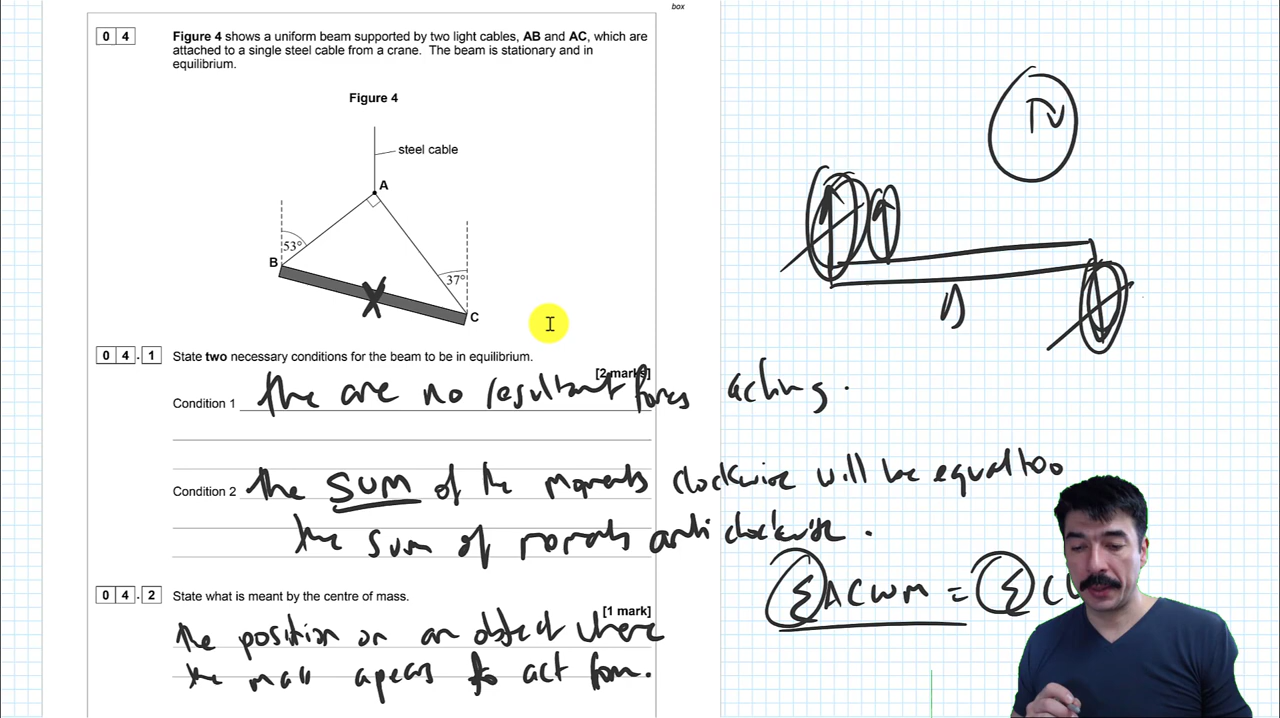 box
0 4 Figure 4 shows a uniform beam supported by two light cables, AB and AC, which are
attached to a single steel cable from a crane. The beam is stationary and in
equilibrium.
Figure 4
steel cable
A
53°
B
37°
C
0 4 . 1 State two necessary conditions for the beam to be in equilibrium.
[2 marks]
Condition 1 the are no resultant forces acting.
Condition 2 the sum of the moments clockwise will be equal too
the sum of moments anti clockwise.
ΣACWM = ΣC
0 4 . 2 State what is meant by the centre of mass.
[1 mark]
the position on an object where
the mass apears to act from.